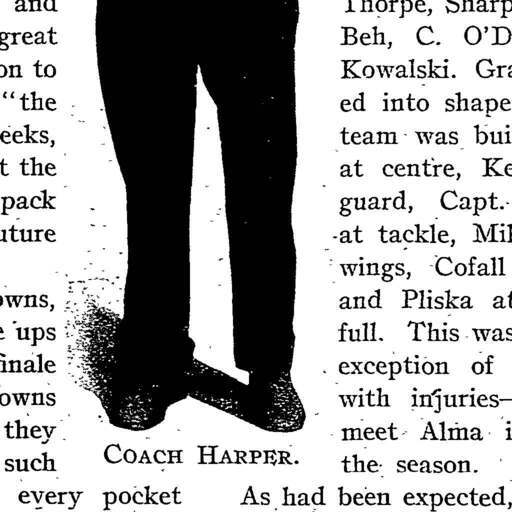 and
great
on to
"the
eeks,
t the
pack
uture
owns,
e ups
finale
owns
they
such
COACH HARPER.
every pocket
Thorpe, Sharp
Beh, C. O'D
Kowalski. Gra
ed into shape
team was bui
at centre, Ke
guard, Capt.
at tackle, Mil
wings, Cofall
and Pliska at
full. This was
exception of
with injuries—
meet Alma i
the season.
As had been expected,